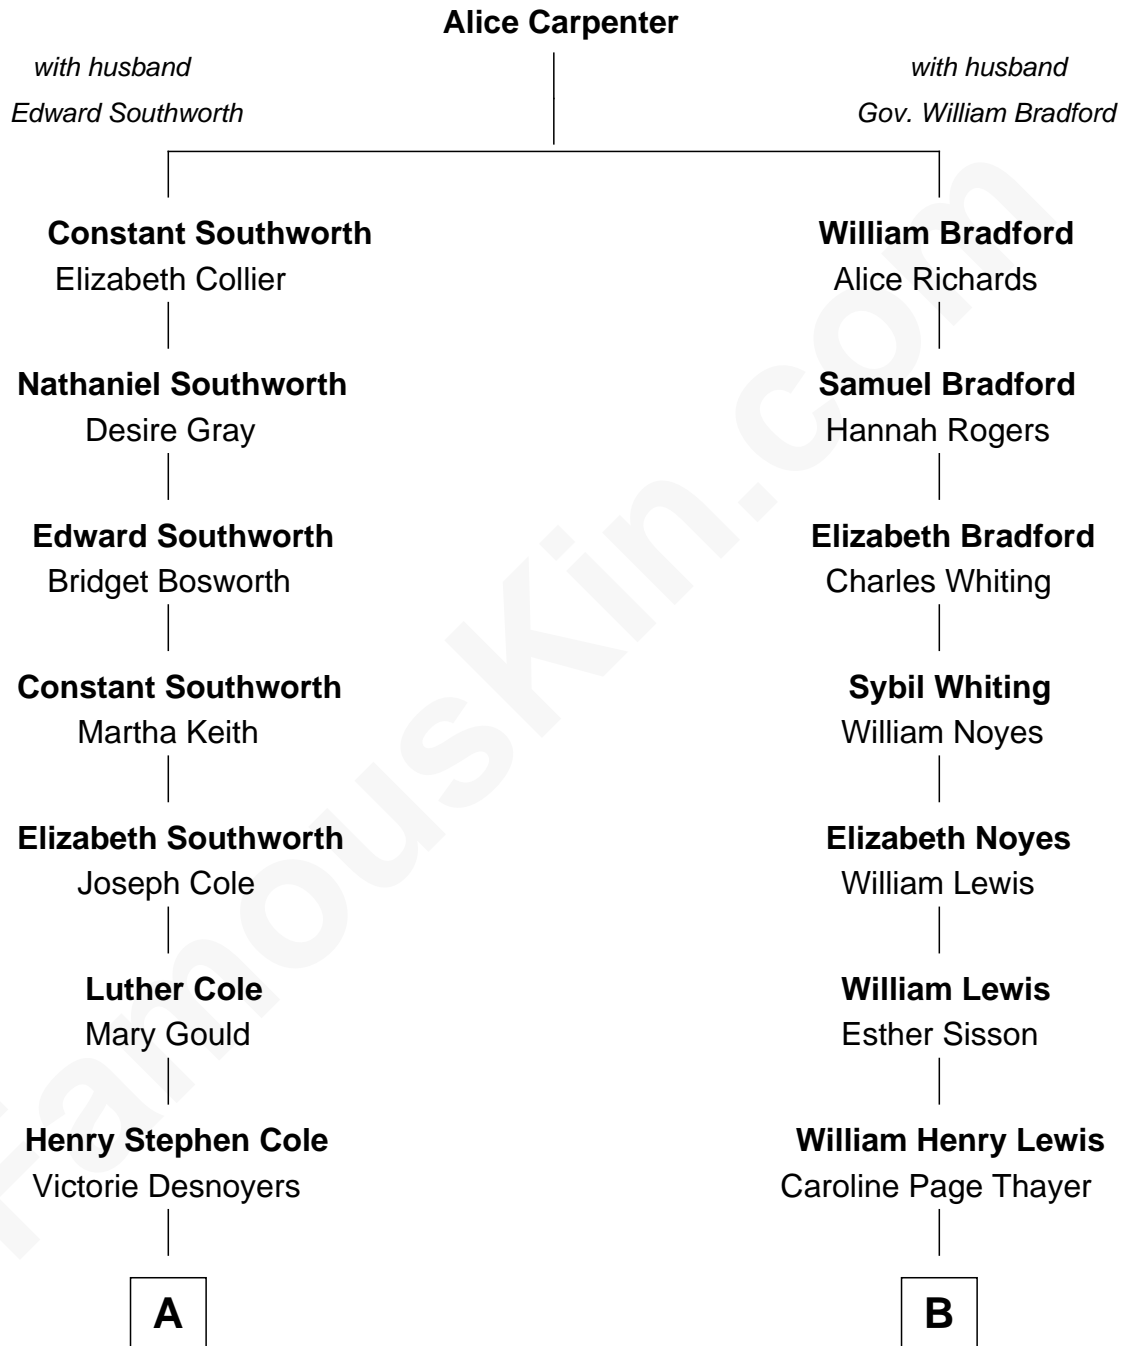 Alice Carpenter
with husband
Edward Southworth
with husband
Gov. William Bradford
Constant Southworth
Elizabeth Collier
William Bradford
Alice Richards
Nathaniel Southworth
Desire Gray
Samuel Bradford
Hannah Rogers
Edward Southworth
Bridget Bosworth
Elizabeth Bradford
Charles Whiting
Constant Southworth
Martha Keith
Sybil Whiting
William Noyes
Elizabeth Southworth
Joseph Cole
Elizabeth Noyes
William Lewis
Luther Cole
Mary Gould
William Lewis
Esther Sisson
Henry Stephen Cole
Victorie Desnoyers
William Henry Lewis
Caroline Page Thayer
A
B
FamousKin.com